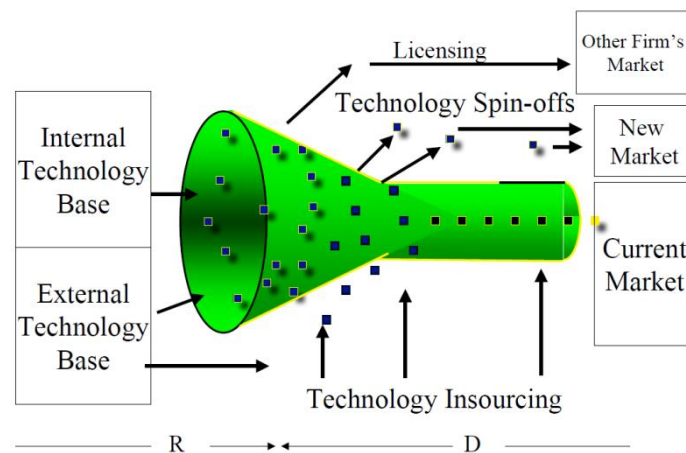 Licensing
Other Firm's
Market
Technology Spin-offs
New
Market
Internal
Technology
Base
Current
Market
External
Technology
Base
Technology Insourcing
R
D